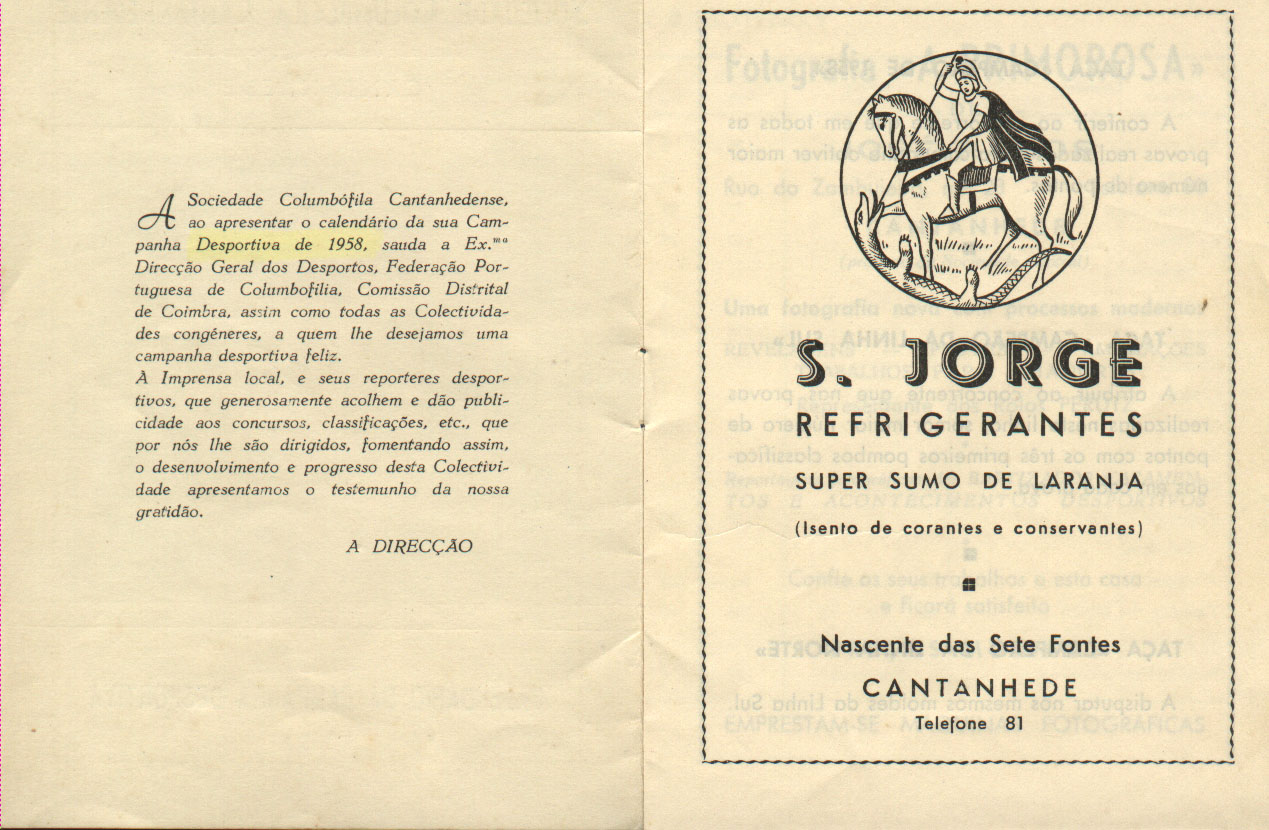 A Sociedade Columbófila Cantanhedense,
ao apresentar o calendário da sua Cam-
panha Desportiva de 1958, sauda a Ex.ma
Direcção Geral dos Desportos, Federação Por-
tuguesa de Columbofilia, Comissão Distrital
de Coimbra, assim como todas as Colectivida-
des congéneres, a quem lhe desejamos uma
campanha desportiva feliz.
À Imprensa local, e seus reporteres despor-
tivos, que generosamente acolhem e dão publi-
cidade aos concursos, classificações, etc., que
por nós lhe são dirigidos, fomentando assim,
o desenvolvimento e progresso desta Colectivi-
dade apresentamos o testemunho da nossa
gratidão.
A DIRECÇÃO
S. JORGE
REFRIGERANTES
SUPER SUMO DE LARANJA
(Isento de corantes e conservantes)
Nascente das Sete Fontes
CANTANHEDE
Telefone 81